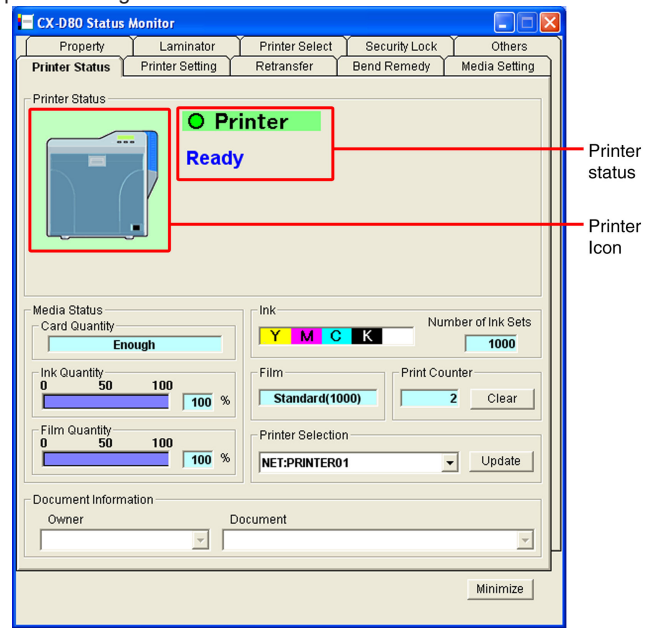 CX-D80 Status Monitor
Property Laminator Printer Select Security Lock Others
Printer Status Printer Setting Retransfer Bend Remedy Media Setting
Printer Status
Printer
Ready
Printer
status
Printer
Icon
Media Status
Card Quantity
Enough
Ink
Y M C K
Number of Ink Sets
1000
Ink Quantity
0 50 100
100 %
Film
Standard(1000)
Print Counter
2 Clear
Film Quantity
0 50 100
100 %
Printer Selection
NET:PRINTER01 Update
Document Information
Owner Document
Minimize